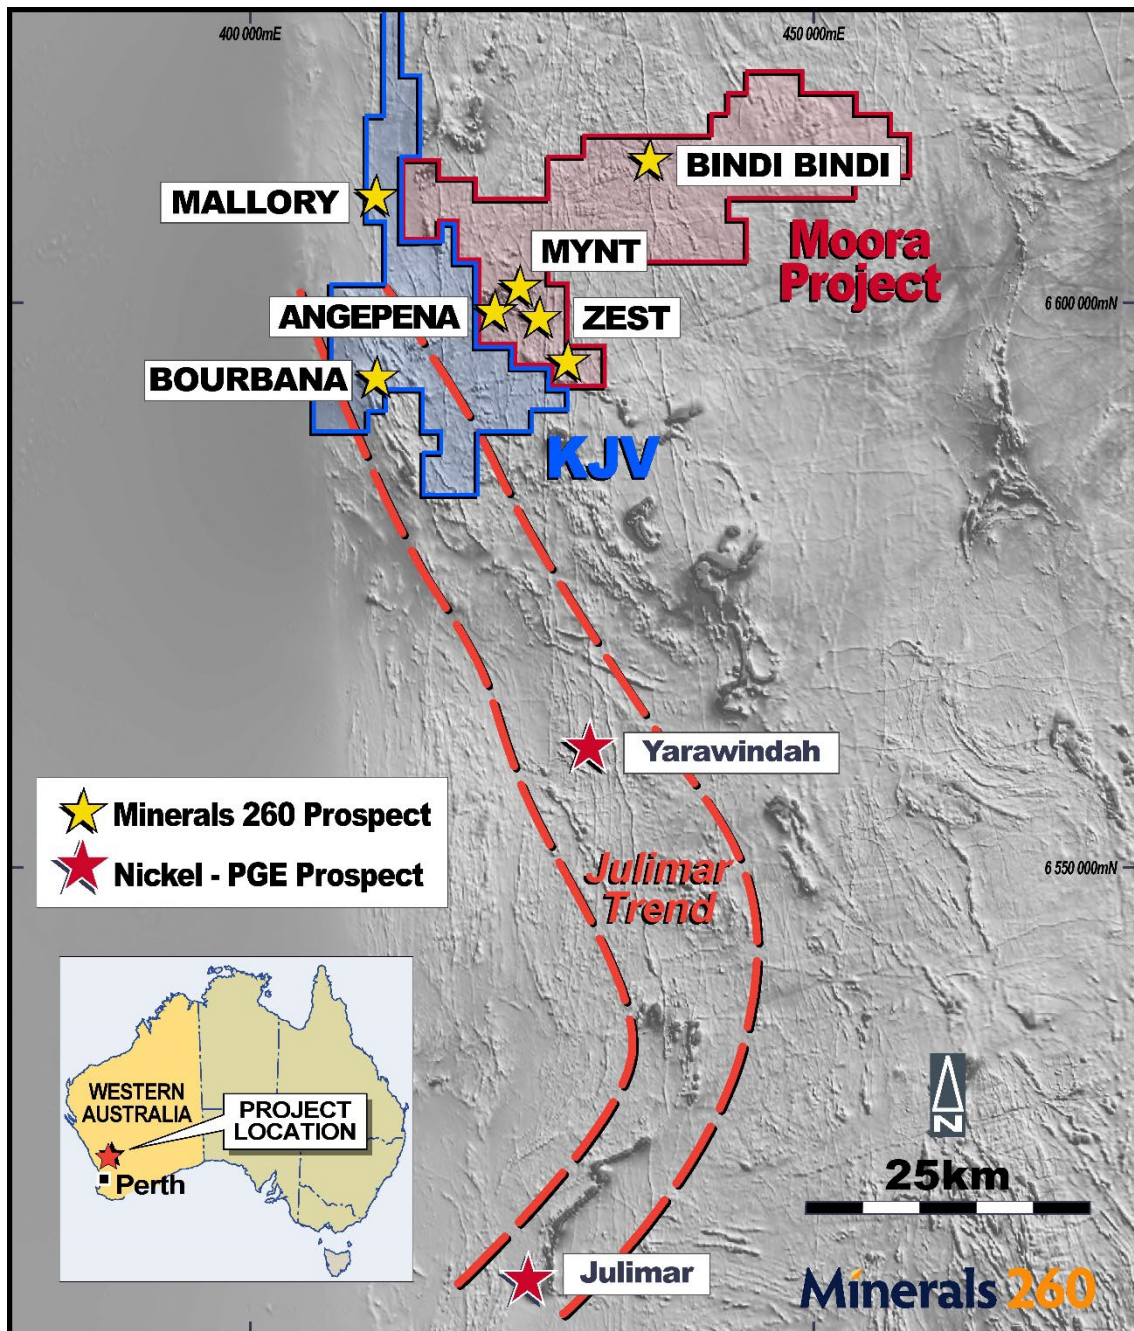 400 000mE
450 000mE
BINDI BINDI
MALLORY
Moora
Project
MYNT
6 600 000mN
ANGEPENA
ZEST
BOURBANA
KJV
Yarawindah
Minerals 260 Prospect
Nickel - PGE Prospect
Julimar
Trend
6 550 000mN
WESTERN
AUSTRALIA
PROJECT
LOCATION
Perth
N
25km
Julimar
Minerals 260